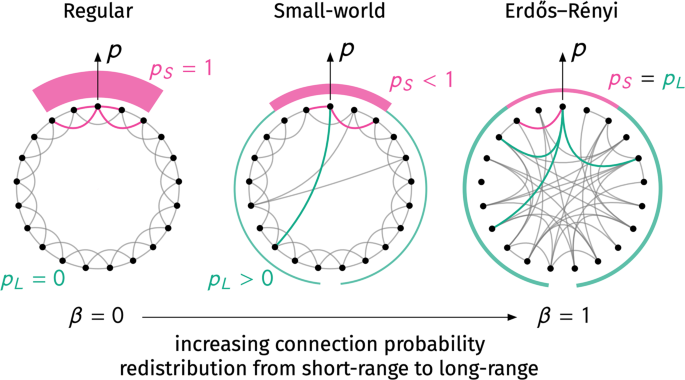 Regular
Small-world
Erdős–Rényi
p
p
p
pS = 1
pS < 1
pS = pL
pL = 0
pL > 0
β = 0
β = 1
increasing connection probability
redistribution from short-range to long-range